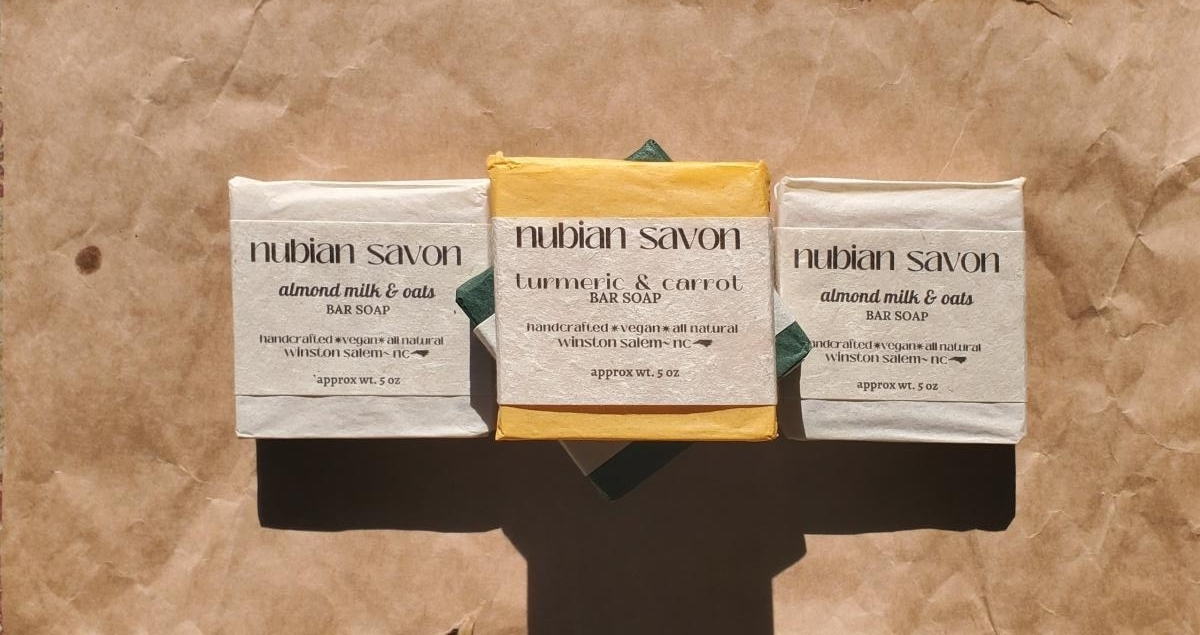 nubian savon
almond milk & oats
BAR SOAP
handcrafted*vegan*all natural
winston salem~ nc
approx wt. 5 oz
nubian savon
turmeric & carrot
BAR SOAP
handcrafted*vegan*all natural
winston salem~ nc
approx wt. 5 oz
nubian savon
almond milk & oats
BAR SOAP
handcrafted*vegan*all natural
winston salem~ nc
approx wt. 5 oz